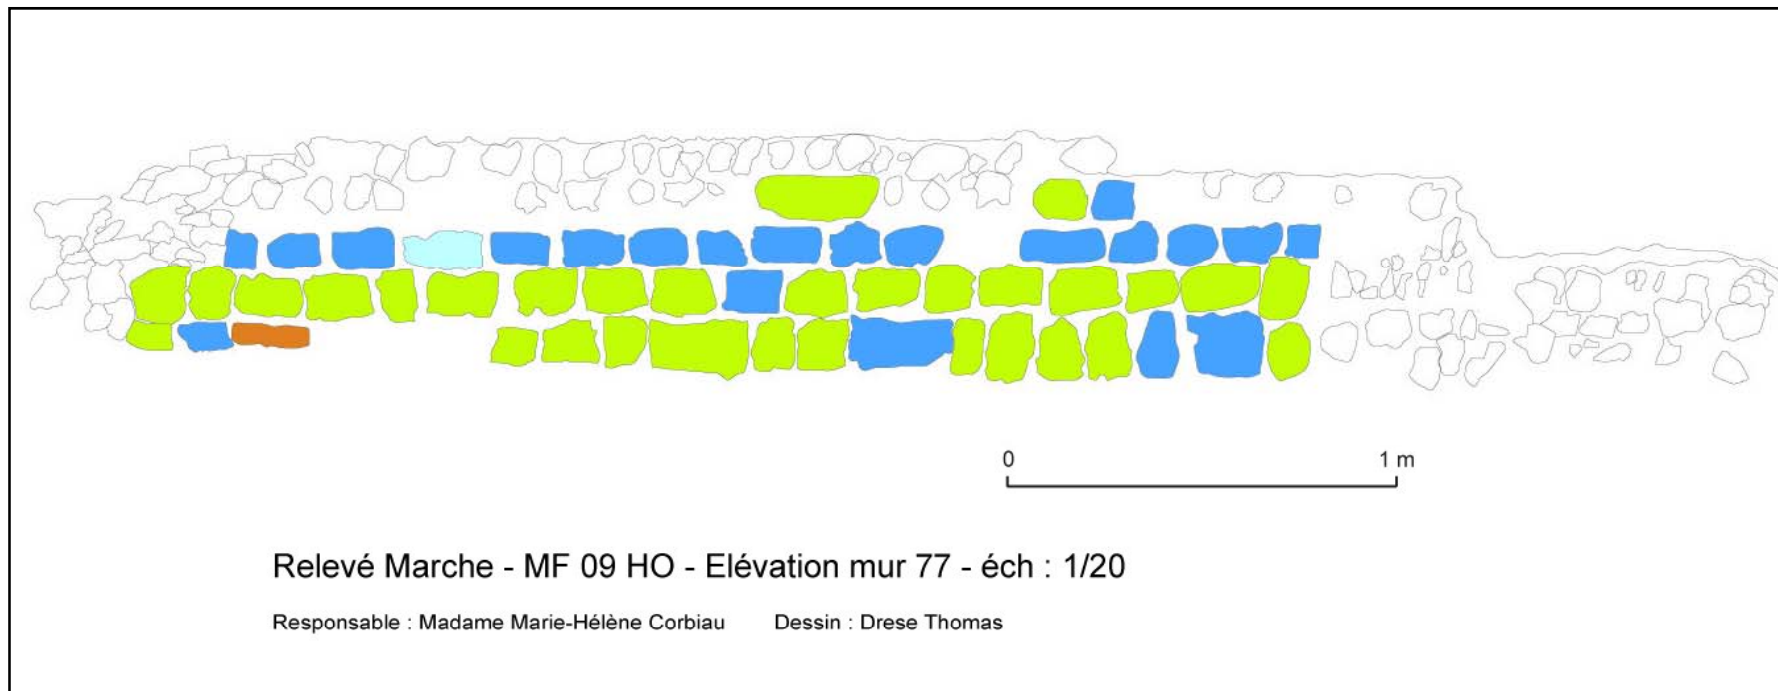 0 1 m
Relevé Marche - MF 09 HO - Elévation mur 77 - éch : 1/20
Responsable : Madame Marie-Hélène Corbiau Dessin : Drese Thomas